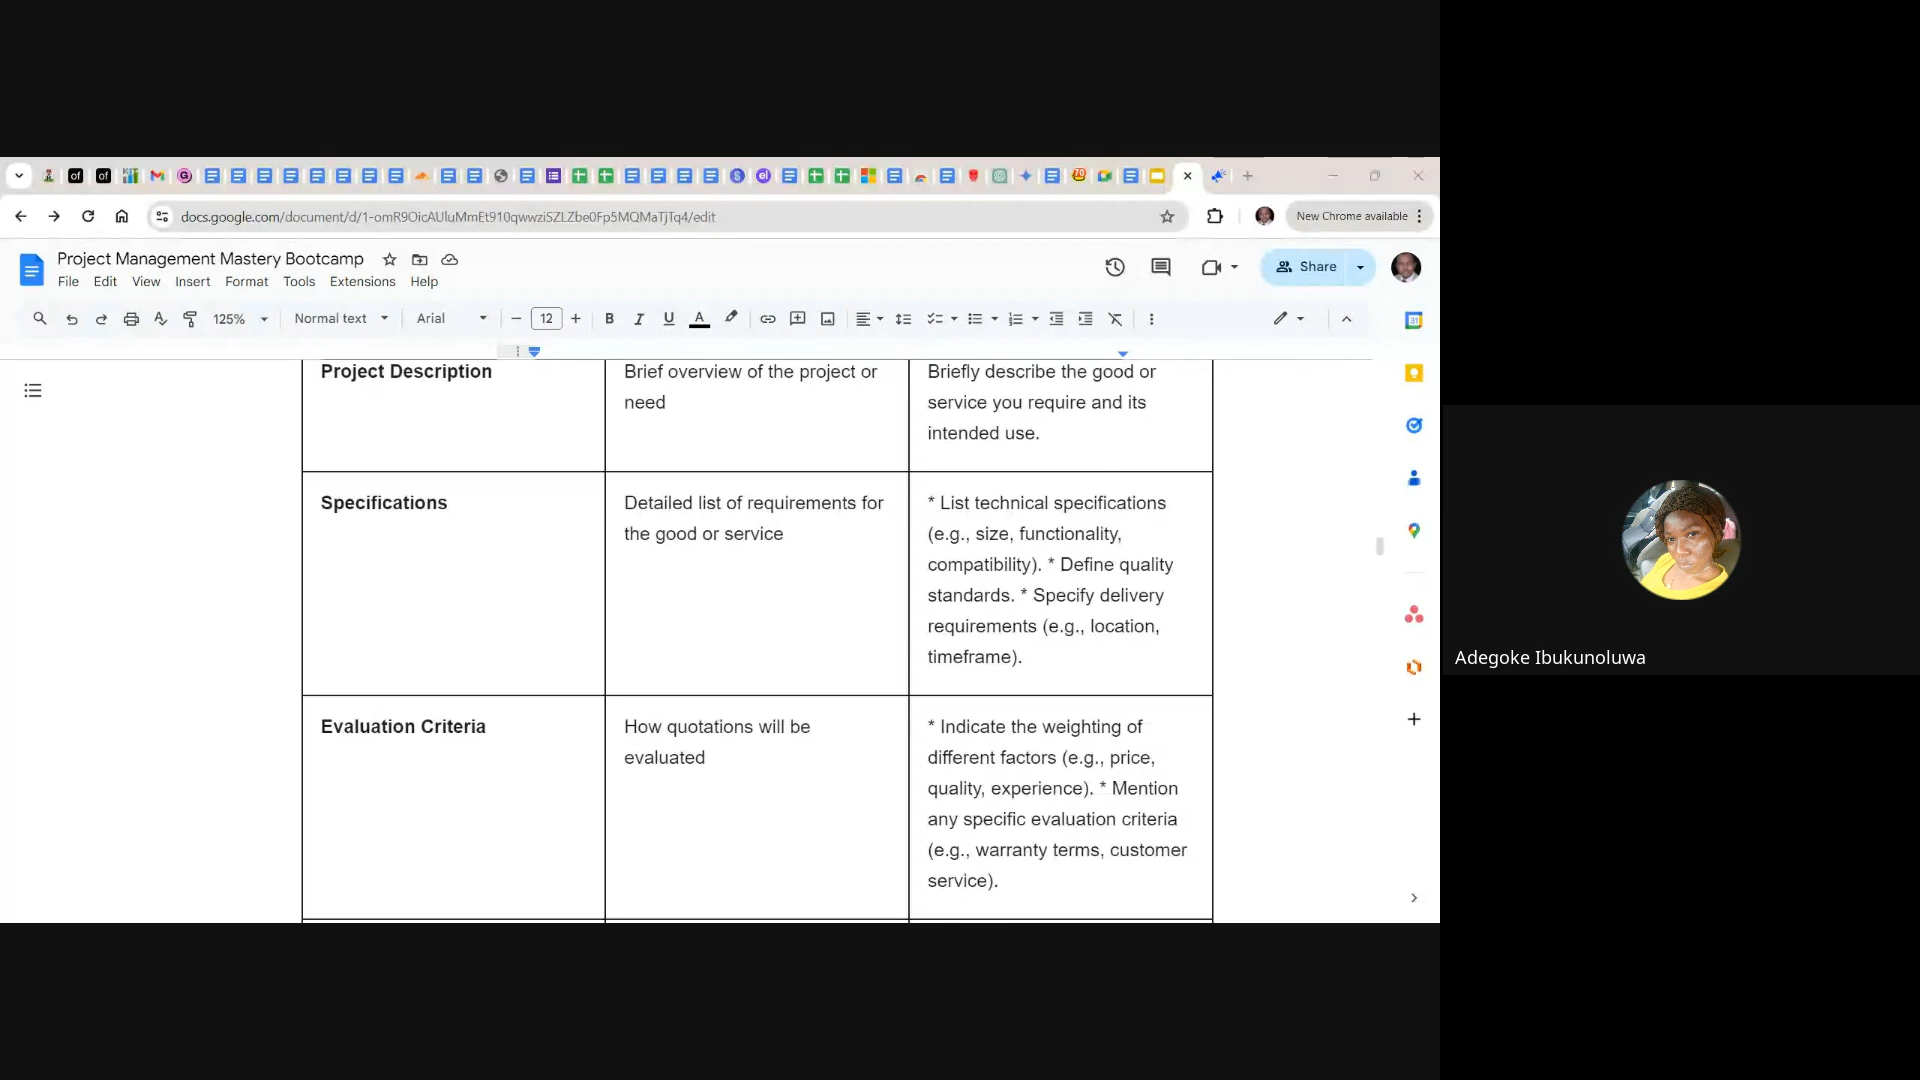 docs.google.com/document/d/1-omR9OicAUluMmEt910qwwziSZLZbe0Fp5MQMaTjTq4/edit
New Chrome available
Project Management Mastery Bootcamp
File Edit View Insert Format Tools Extensions Help
Share
125% Normal text Arial 12 B I U A
Project Description
Brief overview of the project or
need
Briefly describe the good or
service you require and its
intended use.
Specifications
Detailed list of requirements for
the good or service
* List technical specifications
(e.g., size, functionality,
compatibility). * Define quality
standards. * Specify delivery
requirements (e.g., location,
timeframe).
Evaluation Criteria
How quotations will be
evaluated
* Indicate the weighting of
different factors (e.g., price,
quality, experience). * Mention
any specific evaluation criteria
(e.g., warranty terms, customer
service).
Adegoke Ibukunoluwa